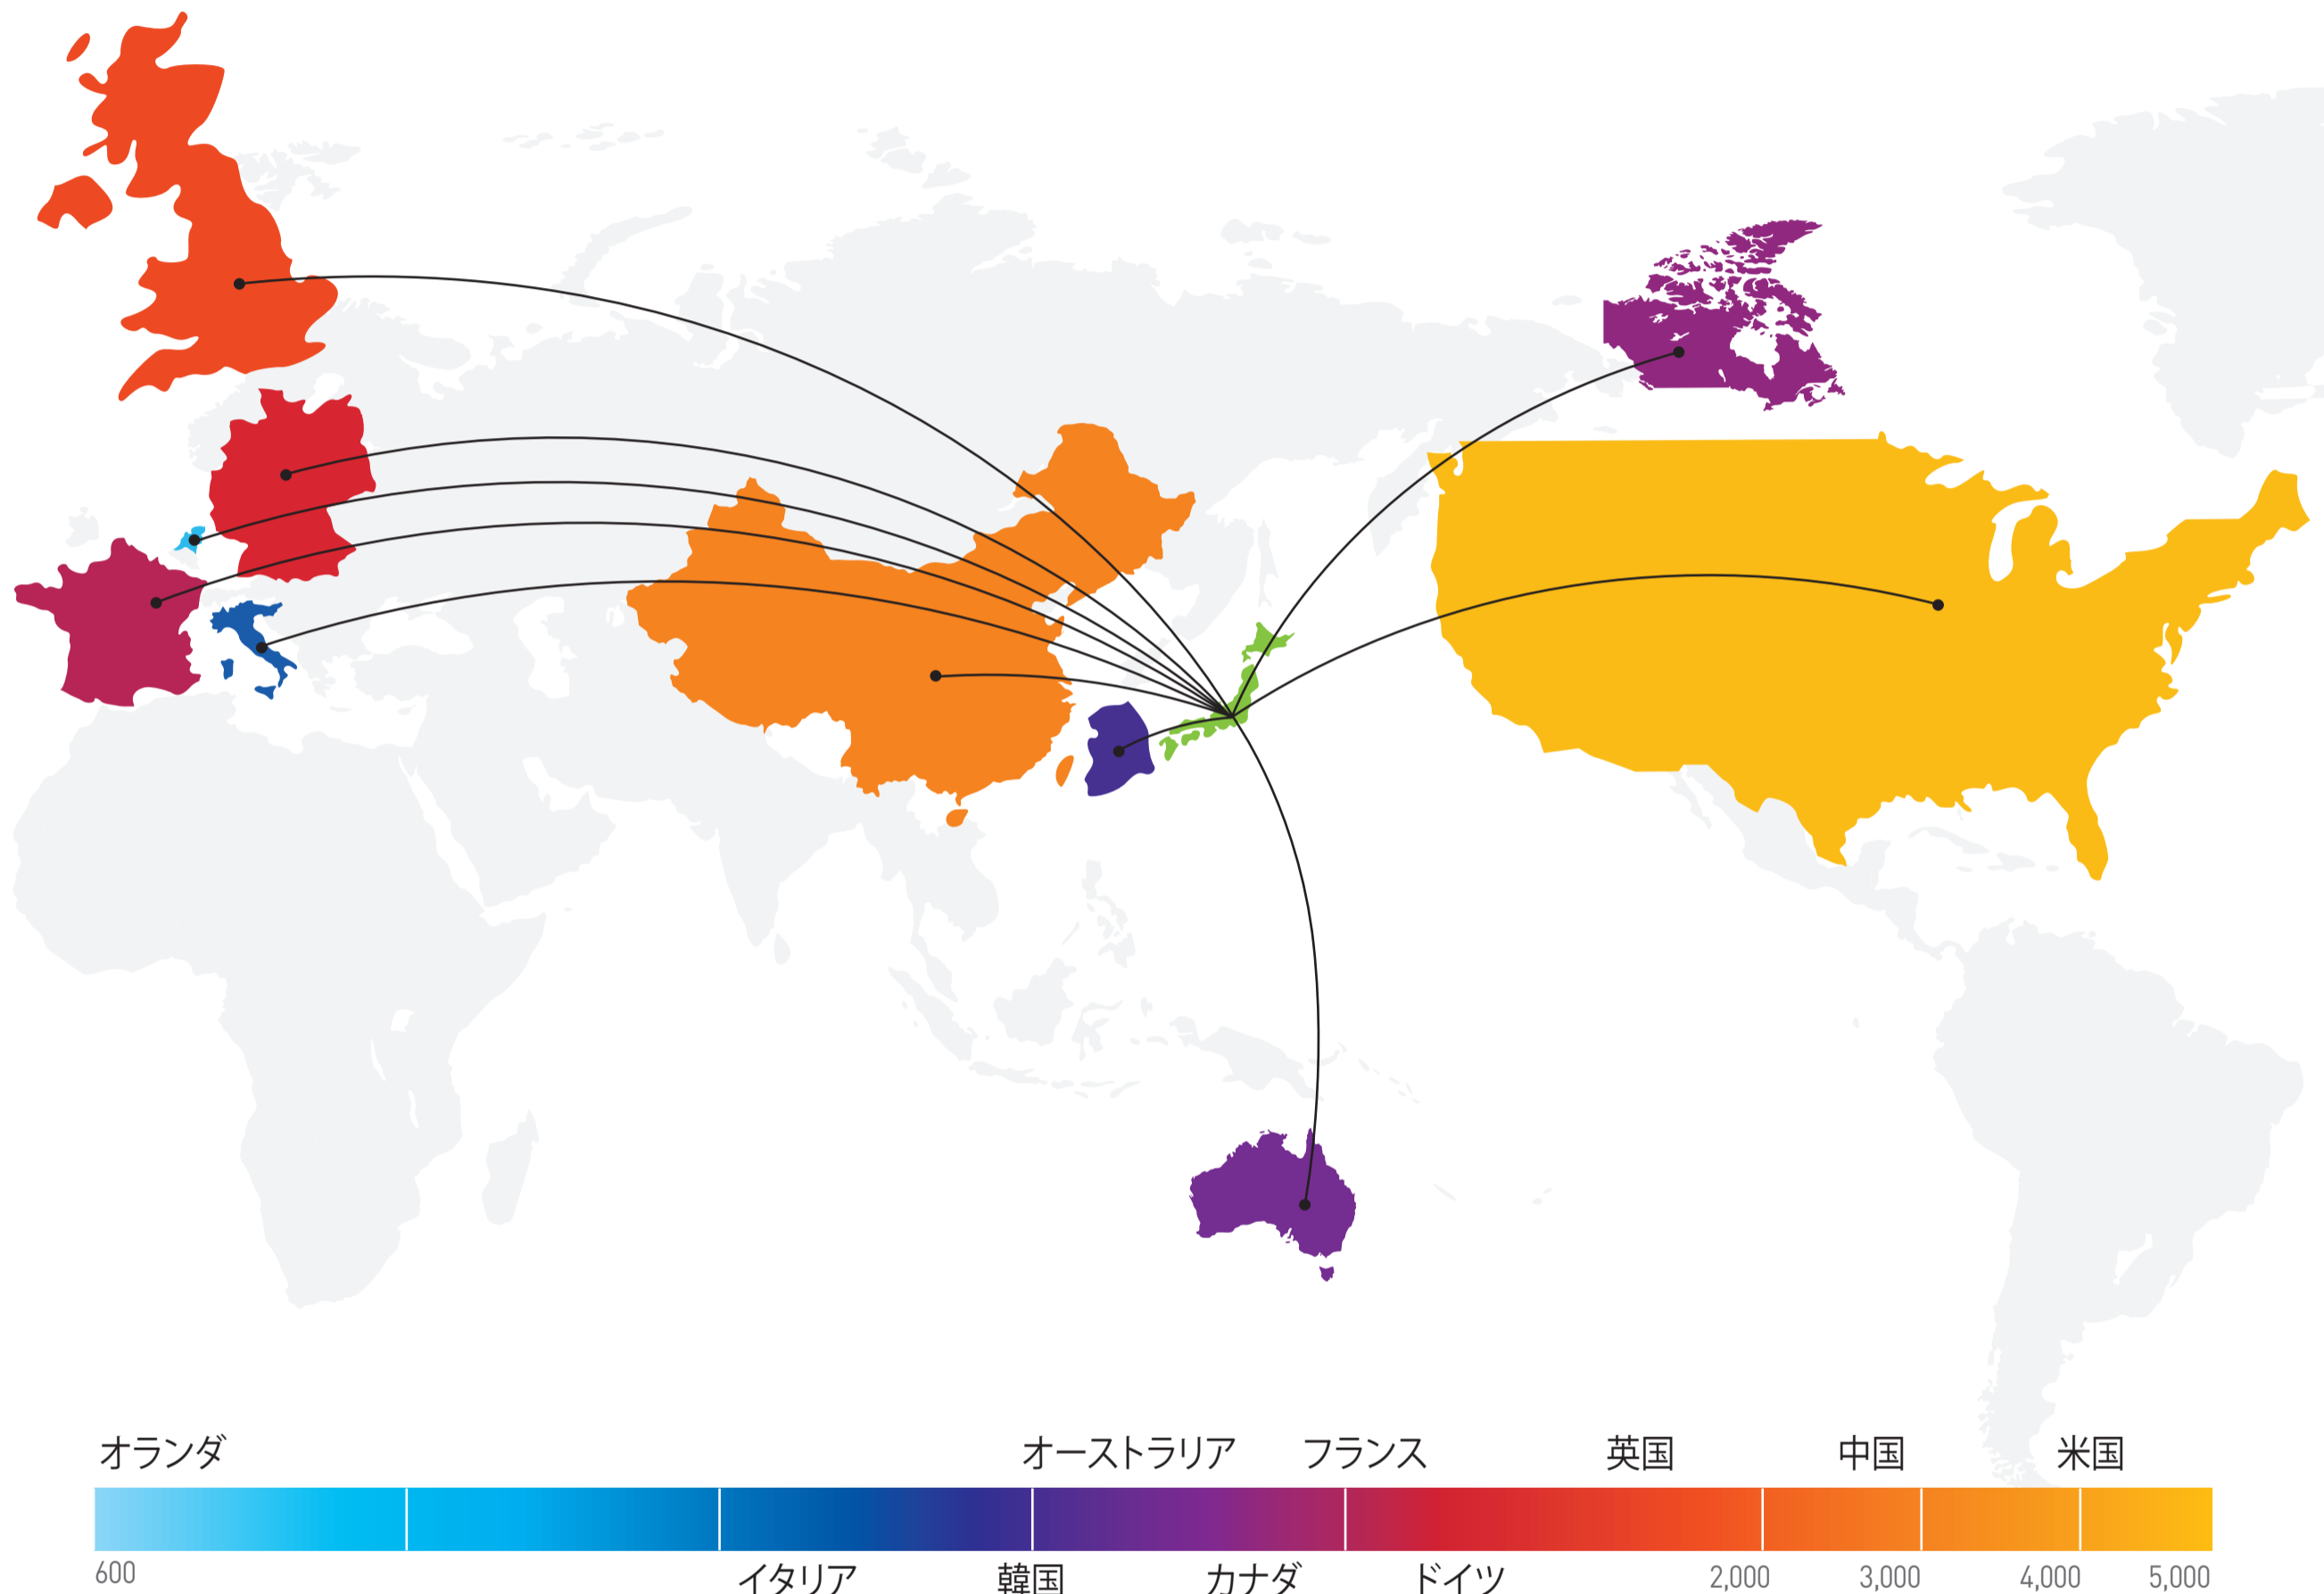 オランダ オーストラリア フランス 英国 中国 米国
600 イタリア 韓国 カナダ ドイツ 2,000 3,000 4,000 5,000